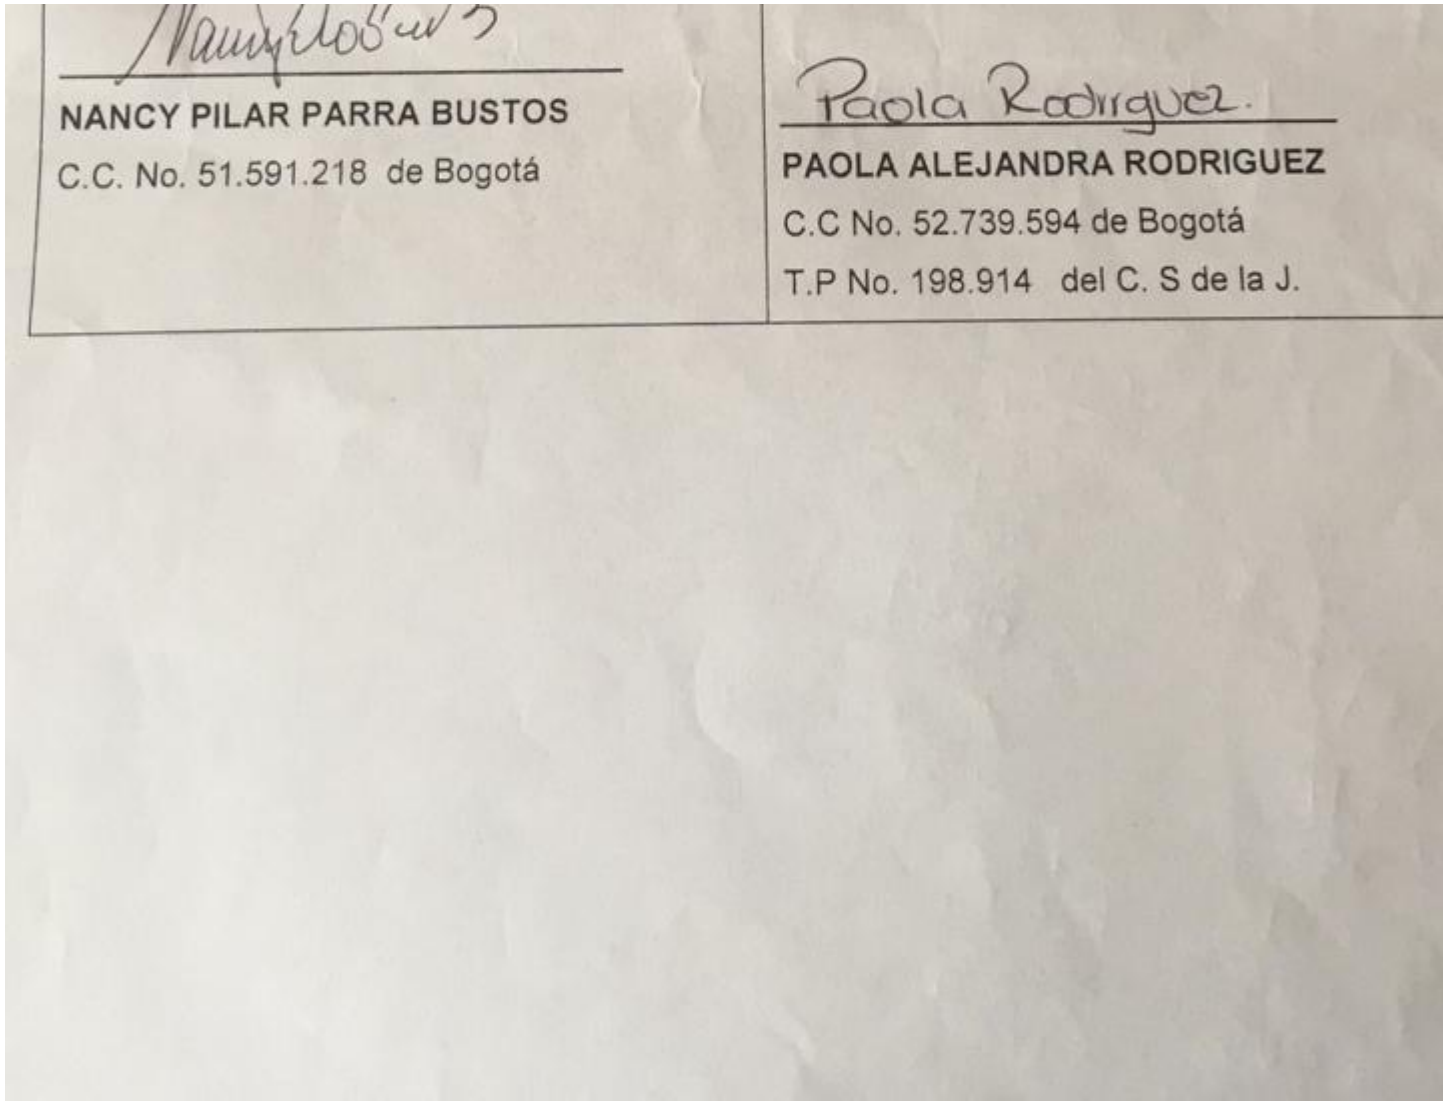 NANCY PILAR PARRA BUSTOS
C.C. No. 51.591.218 de Bogotá
Paola Rodriguez.
PAOLA ALEJANDRA RODRIGUEZ
C.C No. 52.739.594 de Bogotá
T.P No. 198.914 del C. S de la J.